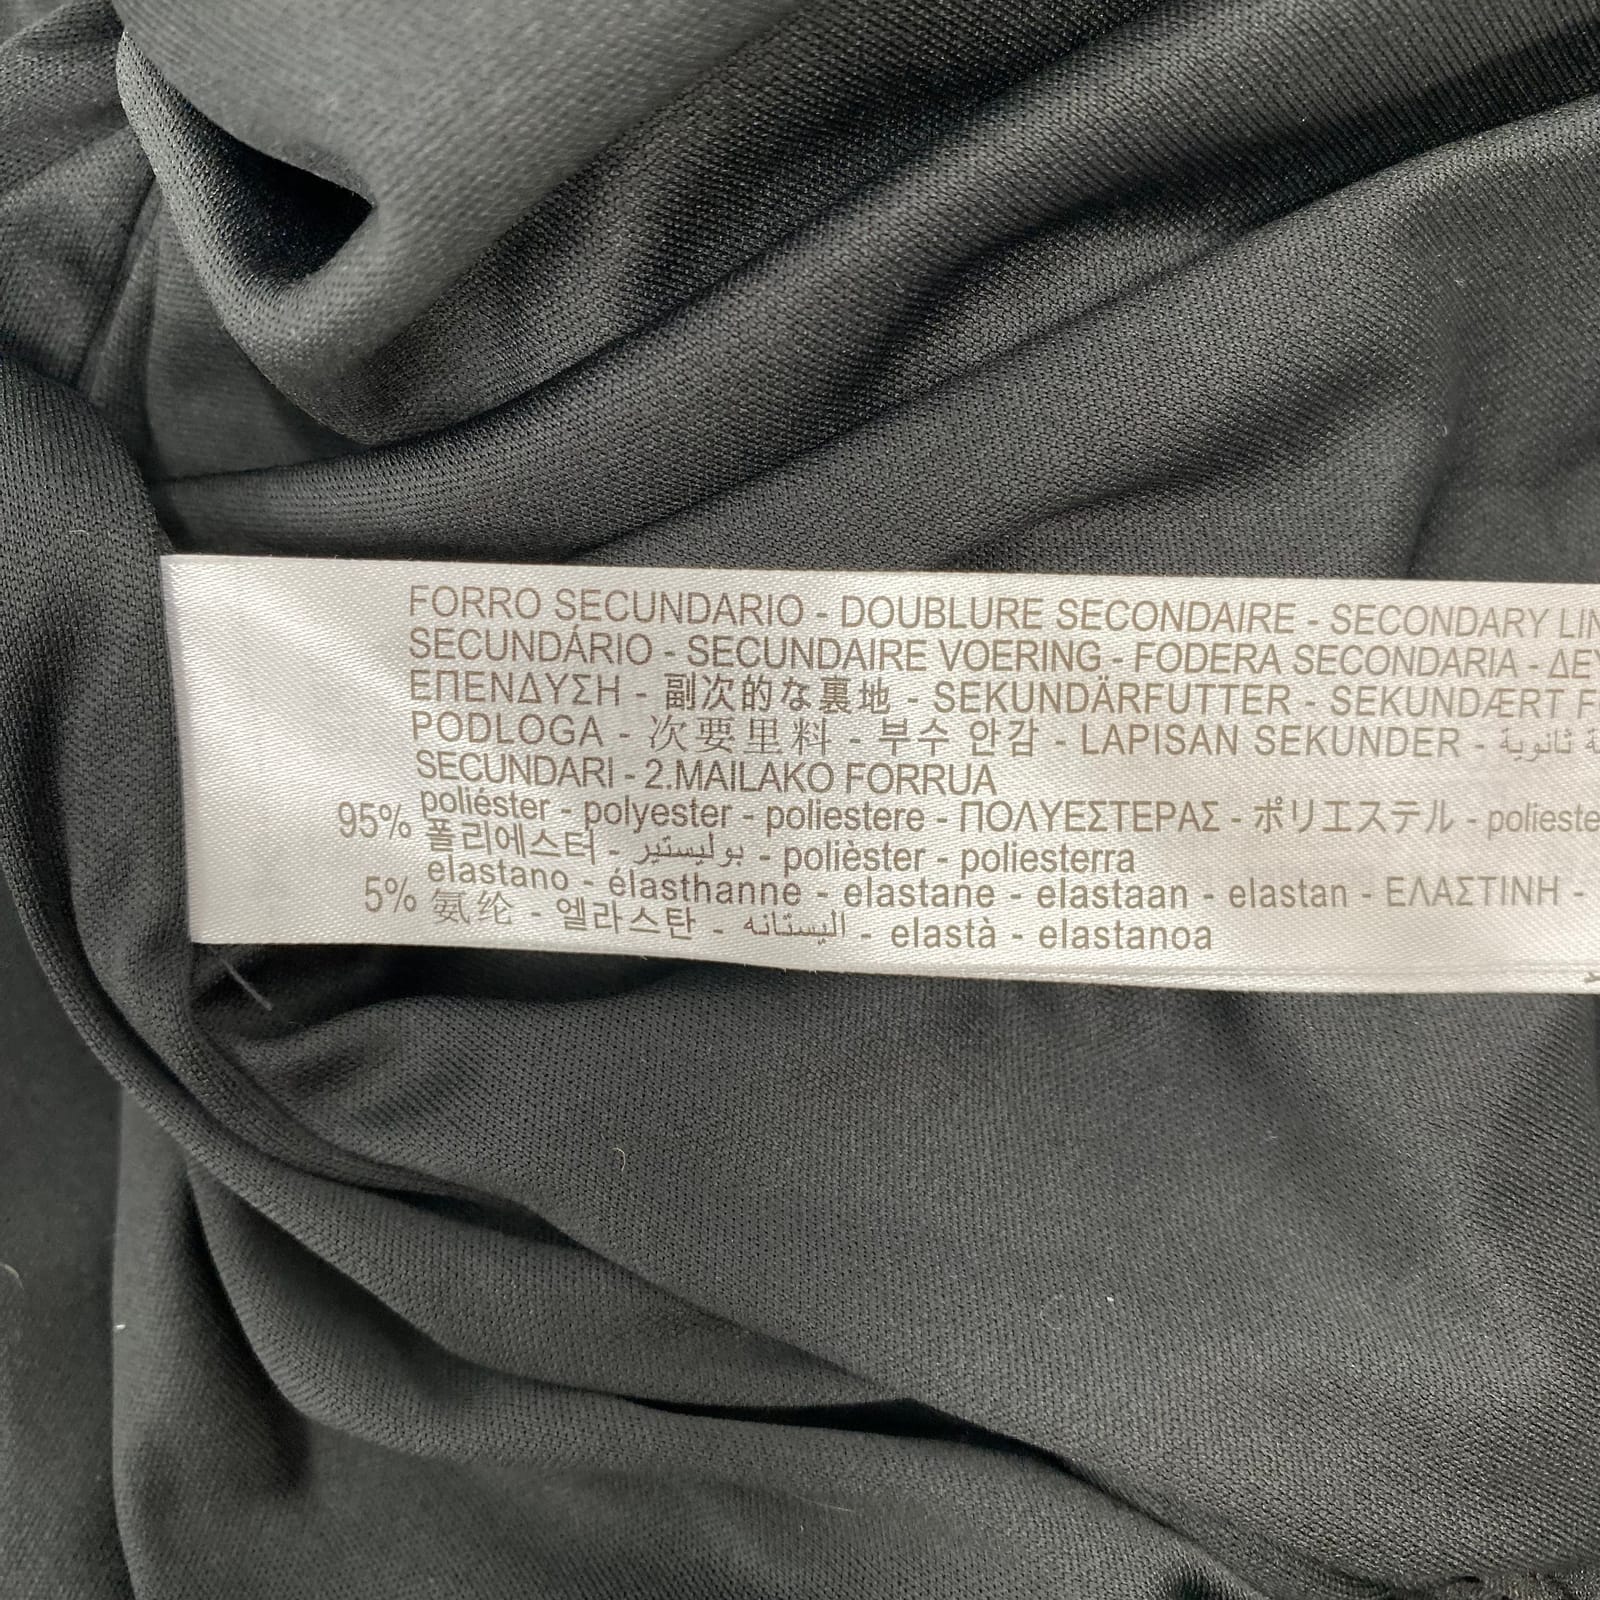 FORRO SECUNDARIO - DOUBLURE SECONDAIRE - SECONDARY
SECUNDÁRIO - SECUNDAIRE VOERING - FODERA SECONDARIA -
ΕΠΕΝΔΥΣΗ - 副次的な裏地 - SEKUNDÄRFUTTER - SEKUNDÆRT
PODLOGA - 次要里料 - 부수 안감 - LAPISAN SEKUNDER - ثانوية
SECUNDARI - 2.MAILAKO FORRUA
95% poliéster - polyester - poliestere - ΠΟΛΥΕΣΤΕΡΑΣ - ポリエステル -
폴리에스터 - بوليستير - polièster - poliesterra
5% elastano - élasthanne - elastane - elastaan - elastan - ΕΛΑΣΤΙΝΗ -
氨纶 - 엘라스탄 - اليستانه - elastà - elastanoa